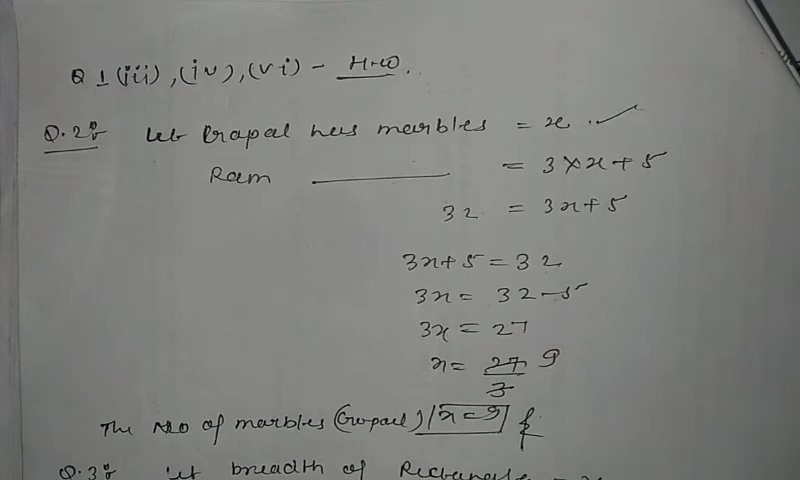 Q 1 (iii), (iv), (vi) - H.W.
Q.2: Let Gopal has marbles = x.
Ram ——— = 3 × x + 5
32 = 3x + 5
3x + 5 = 32
3x = 32 - 5
3x = 27
x = 27/3 9
The No of marbles (Gopal) x = 9
Q.3: Let breadth of Rectangle = x